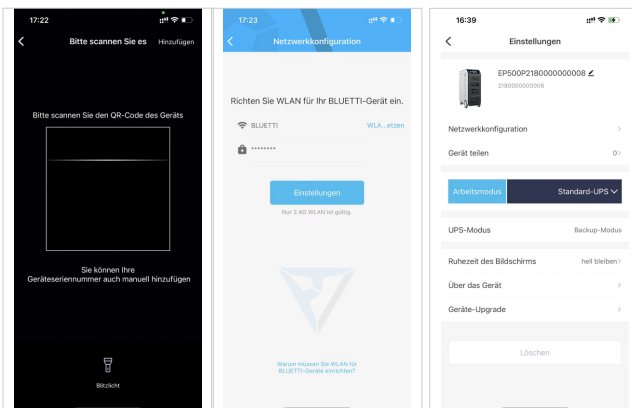 17:22
Bitte scannen Sie es Hinzufügen
Bitte scannen Sie den QR-Code des Geräts
Sie können Ihre
Geräteseriennummer auch manuell hinzufügen
Blitzlicht
17:23
Netzwerkkonfiguration
Richten Sie WLAN für Ihr BLUETTI-Gerät ein.
BLUETTI WLA...etzen
********
Einstellungen
Nur 2.4G WLAN ist gültig.
Warum müssen Sie WLAN für
BLUETTI-Geräte einrichten?
16:39
Einstellungen
EP500P2180000000008
2180000000008
Netzwerkkonfiguration
Gerät teilen 0
Arbeitsmodus Standard-UPS
UPS-Modus Backup-Modus
Ruhezeit des Bildschirms hell bleiben
Über das Gerät
Geräte-Upgrade
Löschen